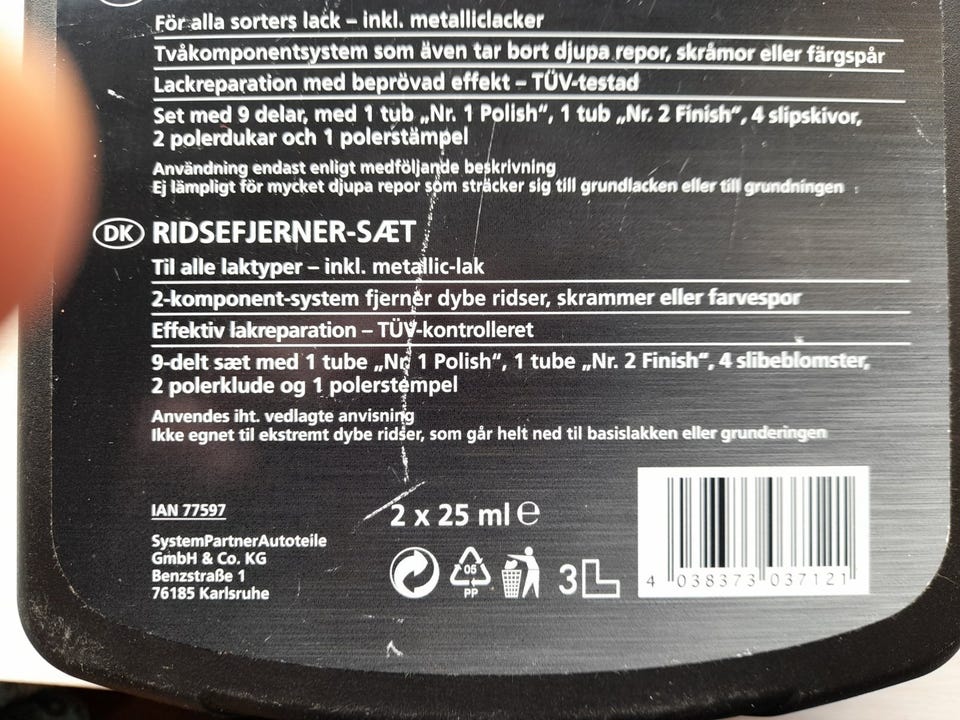 För alla sorters lack – inkl. metalliclacker
Tvåkomponentsystem som även tar bort djupa repor, skråmor eller färgspår
Lackreparation med beprövad effekt – TÜV-testad
Set med 9 delar, med 1 tub „Nr. 1 Polish“, 1 tub „Nr. 2 Finish“, 4 slipskivor,
2 polerdukar och 1 polerstämpel
Användning endast enligt medföljande beskrivning
Ej lämpligt för mycket djupa repor som sträcker sig till grundlacken eller till grundningen
DK RIDSEFJERNER-SÆT
Til alle laktyper – inkl. metallic-lak
2-komponent-system fjerner dybe ridser, skrammer eller farvespor
Effektiv lakreparation – TÜV-kontrolleret
9-delt sæt med 1 tube „Nr. 1 Polish“, 1 tube „Nr. 2 Finish“, 4 slibeblomster,
2 polerklude og 1 polerstempel
Anvendes iht. vedlagte anvisning
Ikke egnet til ekstremt dybe ridser, som går helt ned til basislakken eller grunderingen
IAN 77597
SystemPartnerAutoteile
GmbH & Co. KG
Benzstraße 1
76185 Karlsruhe
2 x 25 ml ℮
05
PP
3L
4 038373 037121